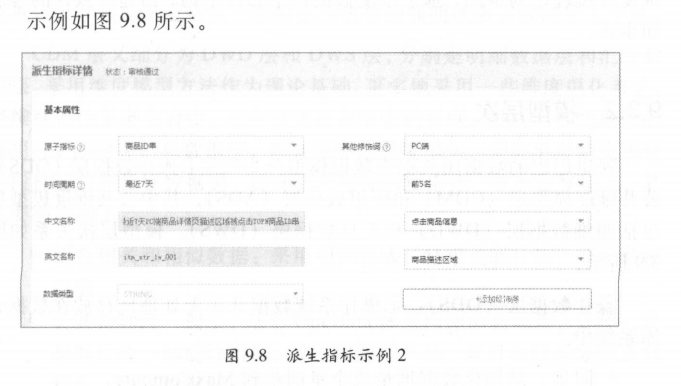 示例如图 9.8 所示。
派生指标详情 状态：审核通过
基本属性
原子指标 商品ID串 其他修饰词 PC端
时间周期 最近7天 前5名
中文名称 近7天PC端商品详情页描述区域被点击TOPN商品ID串 点击商品信息
英文名称 itm_str_1w_001 商品描述区域
数据类型 STRING +添加修饰词
图 9.8 派生指标示例 2